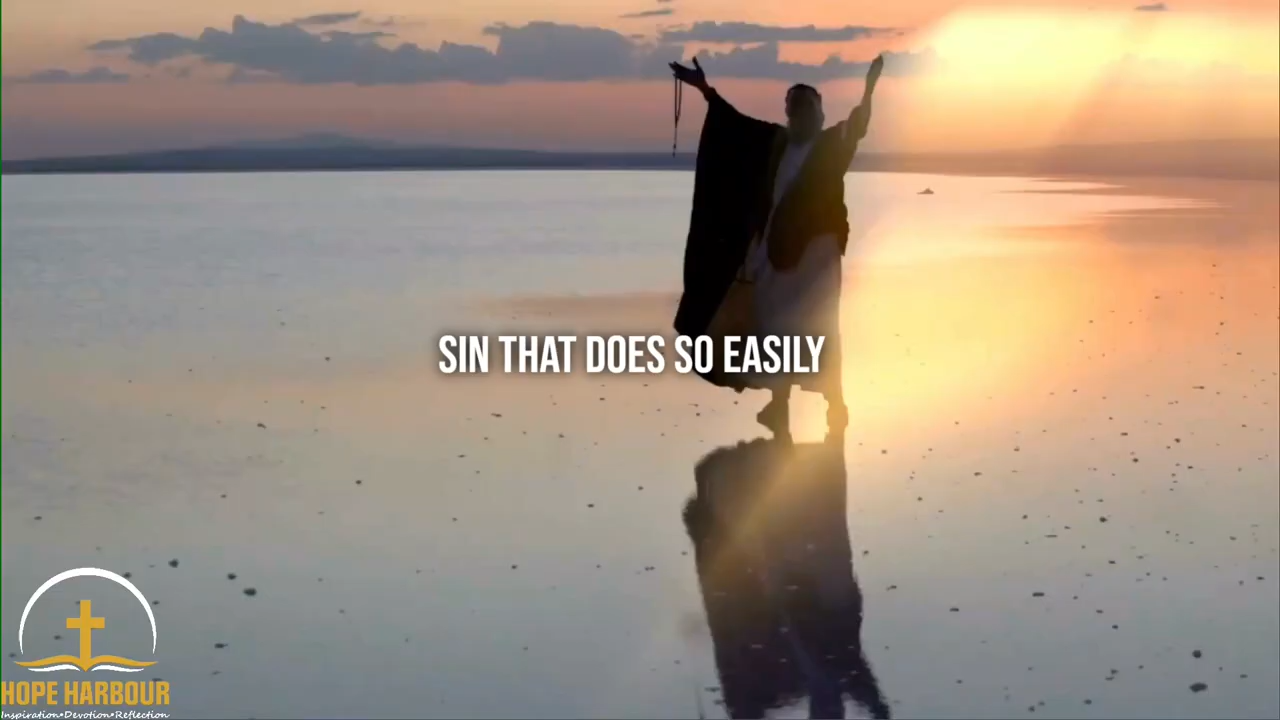 SIN THAT DOES SO EASILY
HOPE HARBOUR
Inspiration•Devotion•Reflection